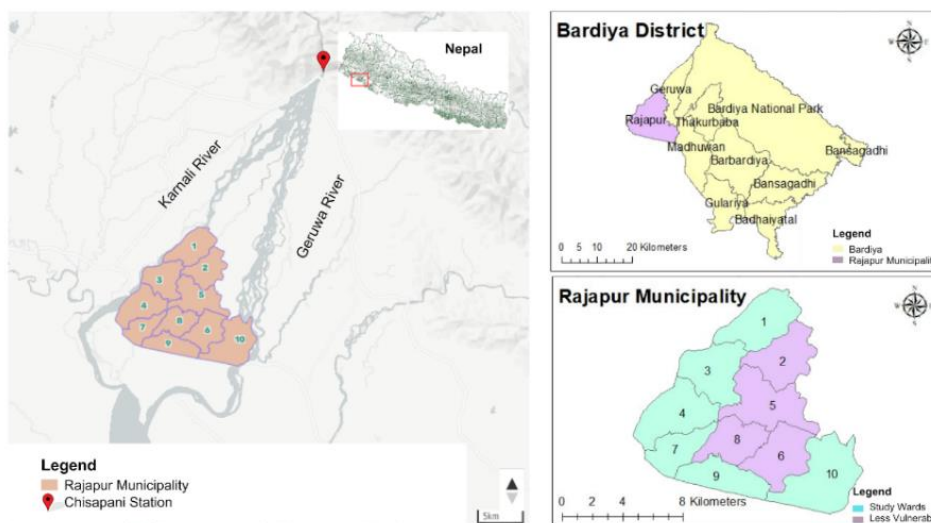 Nepal
Karnali River
Geruwa River
1
2
3
5
4
8
6
7
10
9
Legend
Rajapur Municipality
Chisapani Station
5km
Bardiya District
Geruwa
Bardiya National Park
Rajapur
Thakurbaba
Madhuwan
Bansagadhi
Barbardiya
Bansagadhi
Gulariya
Badhaiyatal
0 5 10 20 Kilometers
Legend
Bardiya
Rajapur Municipality
Rajapur Municipality
1
2
3
5
4
8
7
6
10
9
0 2 4 8 Kilometers
Legend
Study Wards
Less Vulnerab